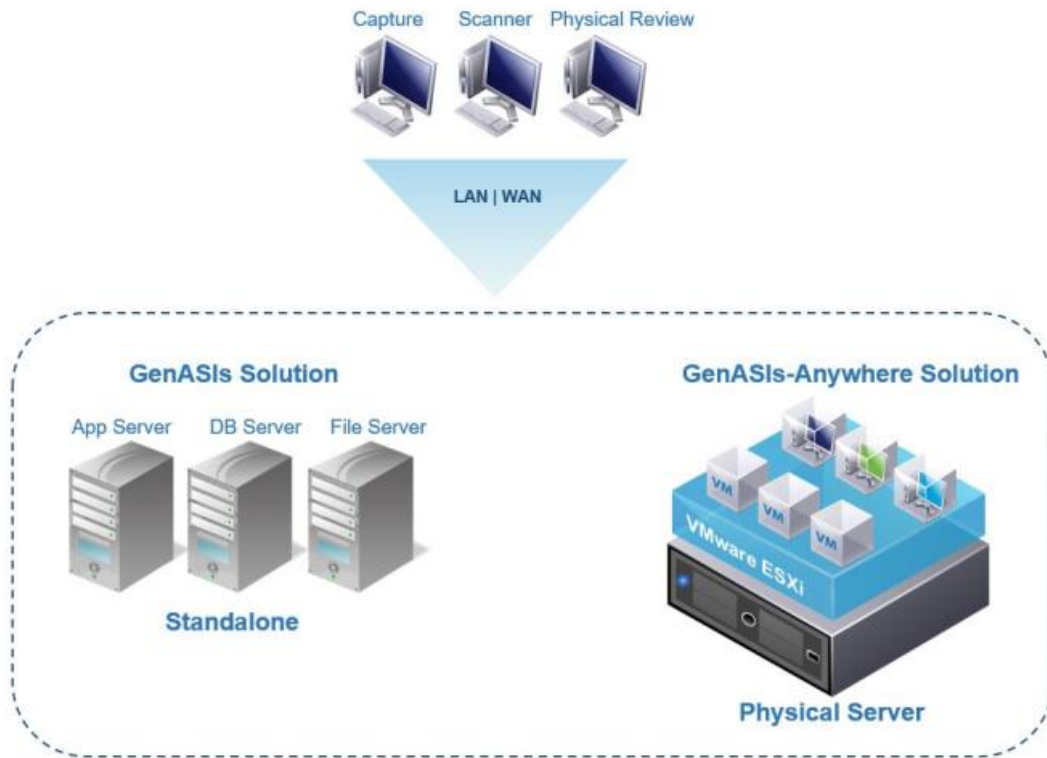 Capture
Scanner
Physical Review
LAN | WAN
GenASIs Solution
GenASIs-Anywhere Solution
App Server
DB Server
File Server
VM
VM
VM
VMware ESXi
Standalone
Physical Server